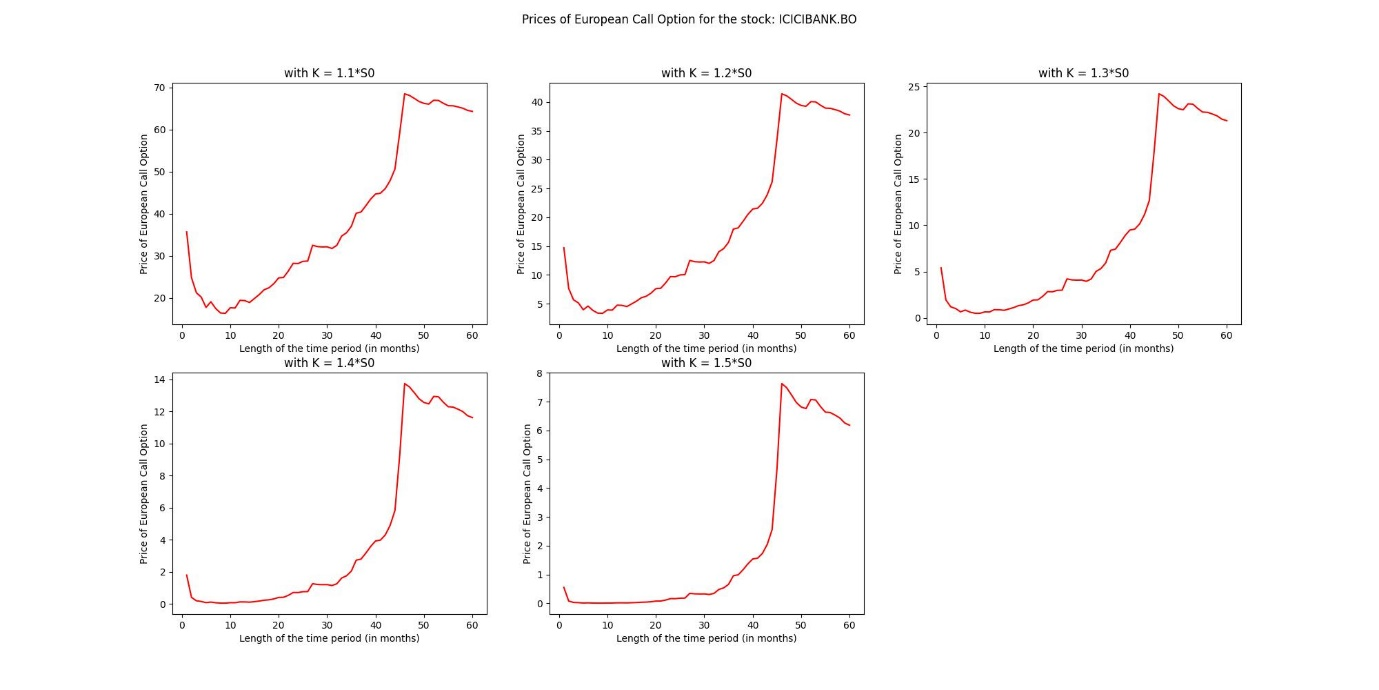 Prices of European Call Option for the stock: ICICIBANK.BO
with K = 1.1*S0
70
60
50
40
30
20
0 10 20 30 40 50 60
Price of European Call Option
Length of the time period (in months)
with K = 1.2*S0
40
35
30
25
20
15
10
5
0 10 20 30 40 50 60
Price of European Call Option
Length of the time period (in months)
with K = 1.3*S0
25
20
15
10
5
0
0 10 20 30 40 50 60
Price of European Call Option
Length of the time period (in months)
with K = 1.4*S0
14
12
10
8
6
4
2
0
0 10 20 30 40 50 60
Price of European Call Option
Length of the time period (in months)
with K = 1.5*S0
8
7
6
5
4
3
2
1
0
0 10 20 30 40 50 60
Price of European Call Option
Length of the time period (in months)